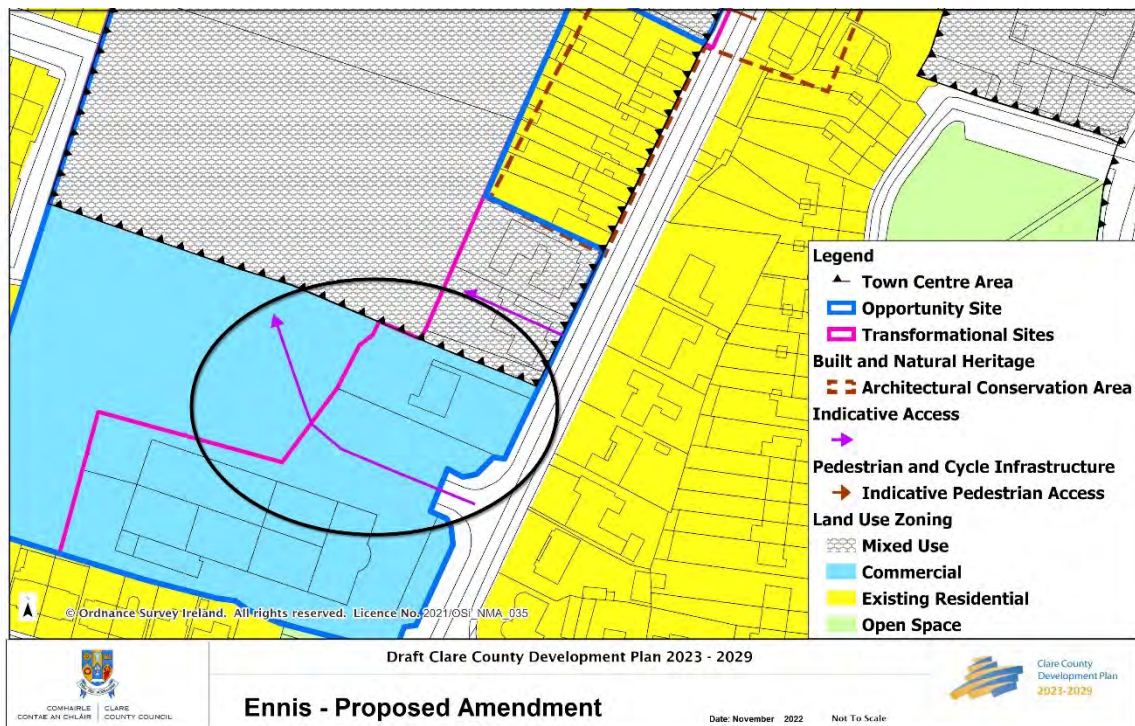 Legend
Town Centre Area
Opportunity Site
Transformational Sites
Built and Natural Heritage
Architectural Conservation Area
Indicative Access
Pedestrian and Cycle Infrastructure
Indicative Pedestrian Access
Land Use Zoning
Mixed Use
Commercial
Existing Residential
Open Space
© Ordnance Survey Ireland. All rights reserved. Licence No. 2021/OSi_NMA_035
Draft Clare County Development Plan 2023 - 2029
COMHAIRLE CONTAE AN CHLÁIR
CLARE COUNTY COUNCIL
Ennis - Proposed Amendment
Date: November 2022
Not To Scale
Clare County
Development Plan
2023-2029